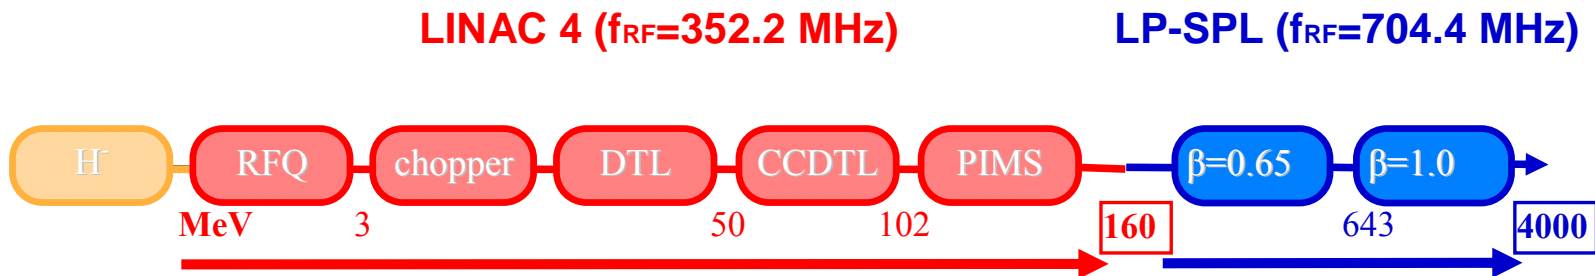 LINAC 4 (fRF=352.2 MHz) LP-SPL (fRF=704.4 MHz)
H- RFQ chopper DTL CCDTL PIMS β=0.65 β=1.0
MeV 3 50 102 160 643 4000